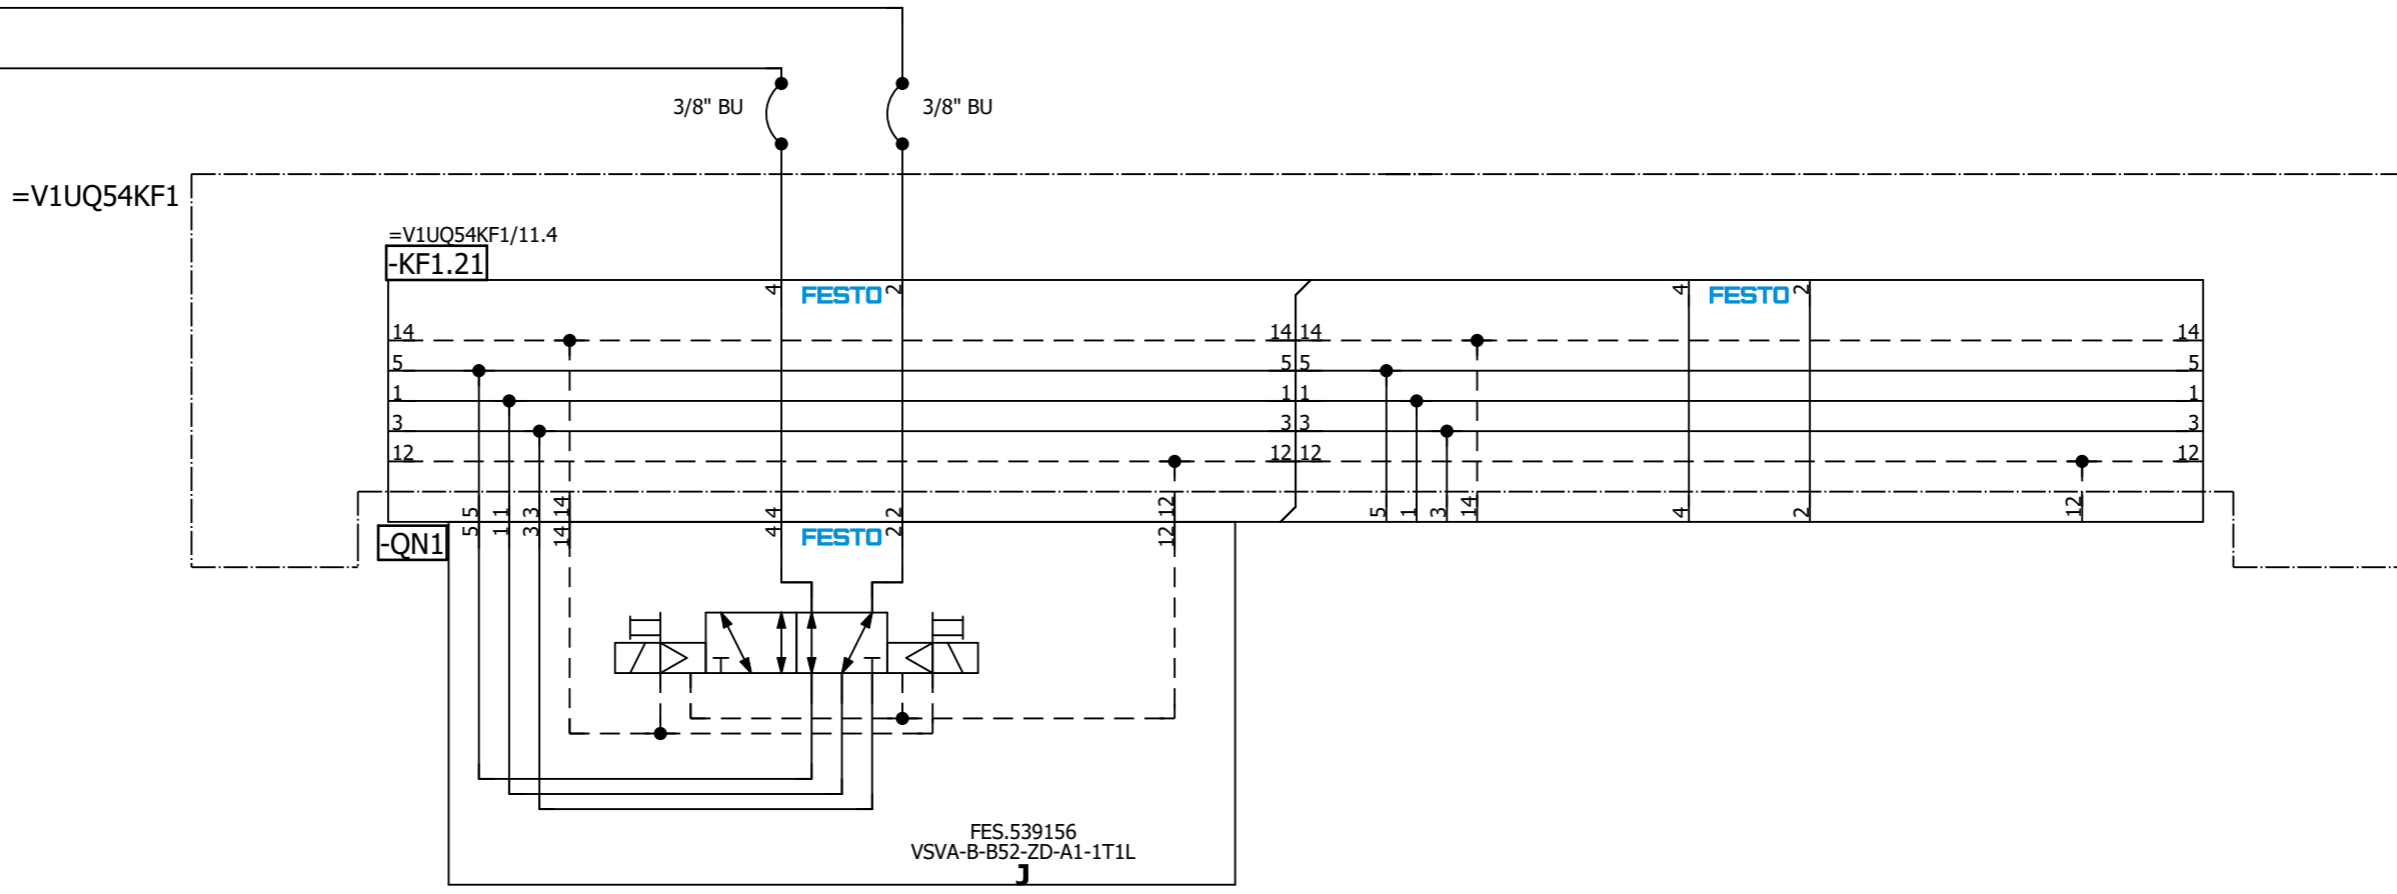 3/8" BU
3/8" BU
=V1UQ54KF1
=V1UQ54KF1/11.4
-KF1.21
4 FESTO 2
4 FESTO 2
14 14 14 14
5 5 5 5
1 1 1 1
3 3 3 3
12 12 12 12
5 1 3 14 4 2 12
5 1 3 14 4 2 12
-QN1
5 1 3 14 4 FESTO 2 12
FES.539156
VSVA-B-B52-ZD-A1-1T1L
J